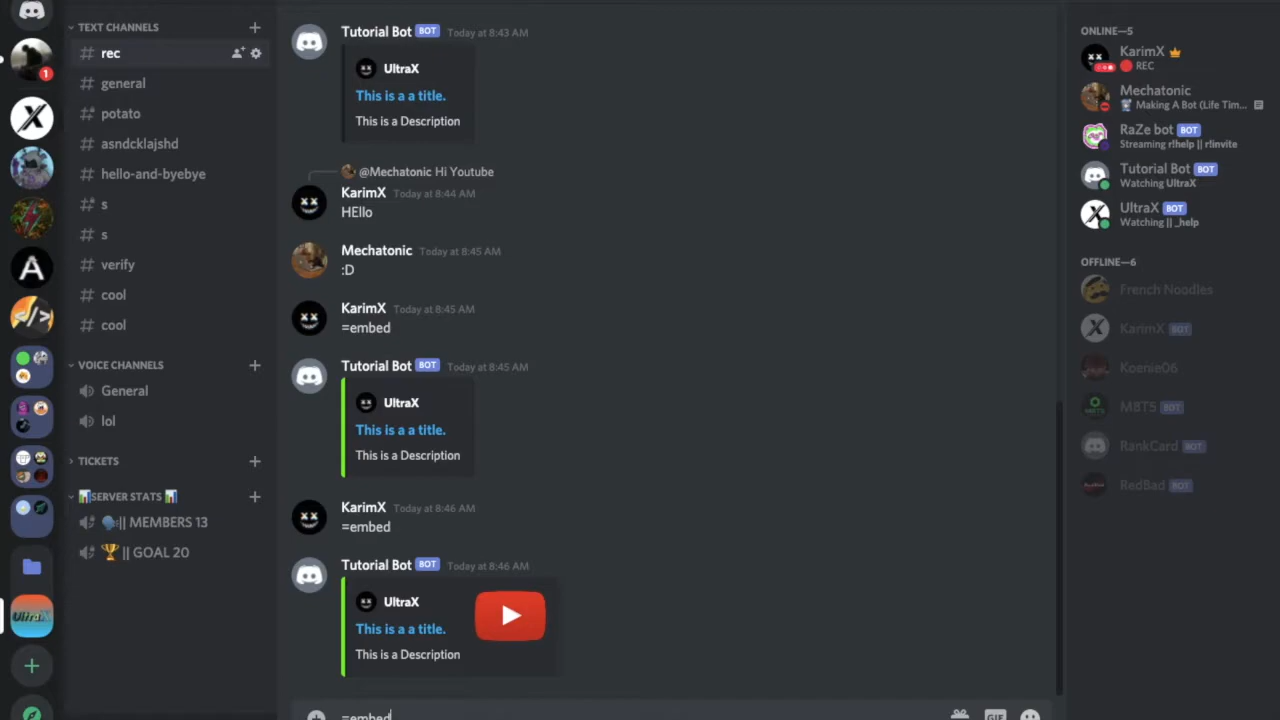 TEXT CHANNELS
rec
general
potato
asndcklajshd
hello-and-byebye
s
s
verify
cool
cool
VOICE CHANNELS
General
lol
TICKETS
📊SERVER STATS 📊
🗣️|| MEMBERS 13
🏆 || GOAL 20
1
UltraX
Tutorial Bot BOT Today at 8:43 AM
UltraX
This is a a title.
This is a Description
@Mechatonic Hi Youtube
KarimX Today at 8:44 AM
HEllo
Mechatonic Today at 8:45 AM
:D
KarimX Today at 8:45 AM
=embed
Tutorial Bot BOT Today at 8:45 AM
UltraX
This is a a title.
This is a Description
KarimX Today at 8:46 AM
=embed
Tutorial Bot BOT Today at 8:46 AM
UltraX
This is a a title.
This is a Description
=embed
GIF
ONLINE—5
KarimX
REC
Mechatonic
Making A Bot (Life Tim...
RaZe bot BOT
Streaming r!help || r!invite
Tutorial Bot BOT
Watching UltraX
UltraX BOT
Watching || _help
OFFLINE—6
French Noodles
KarimX BOT
Koenie06
MBTS BOT
RankCard BOT
RedBad BOT